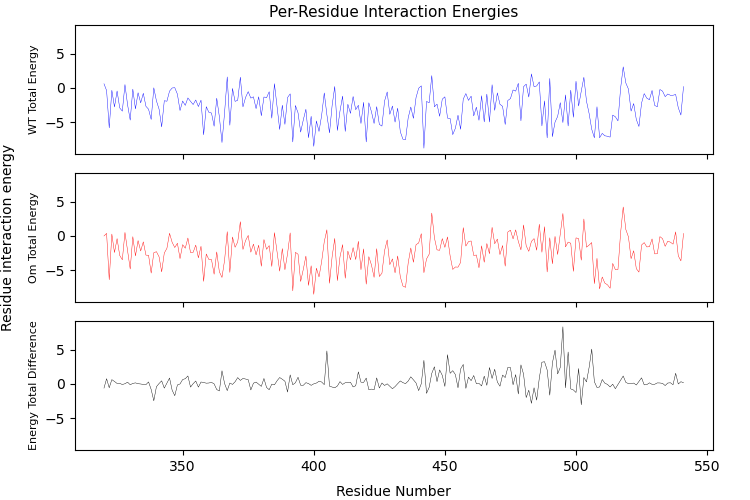 Per-Residue Interaction Energies
Residue interaction energy
WT Total Energy
5
0
−5
Om Total Energy
5
0
−5
Energy Total Difference
5
0
−5
350
400
450
500
550
Residue Number